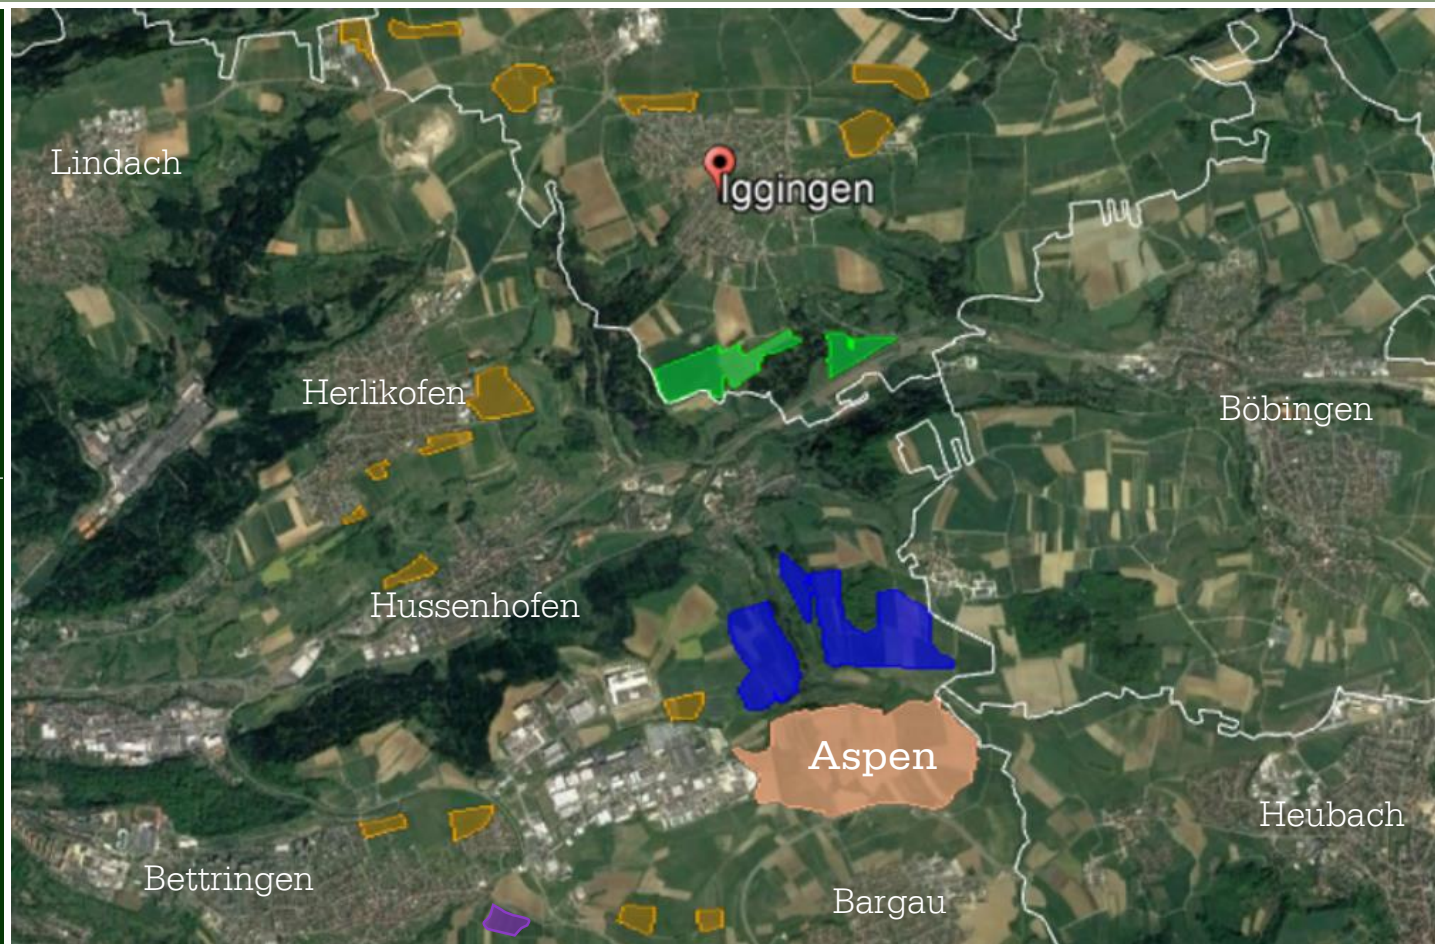 Lindach
Iggingen
Herlikofen
Böbingen
Hussenhofen
Aspen
Heubach
Bettringen
Bargau